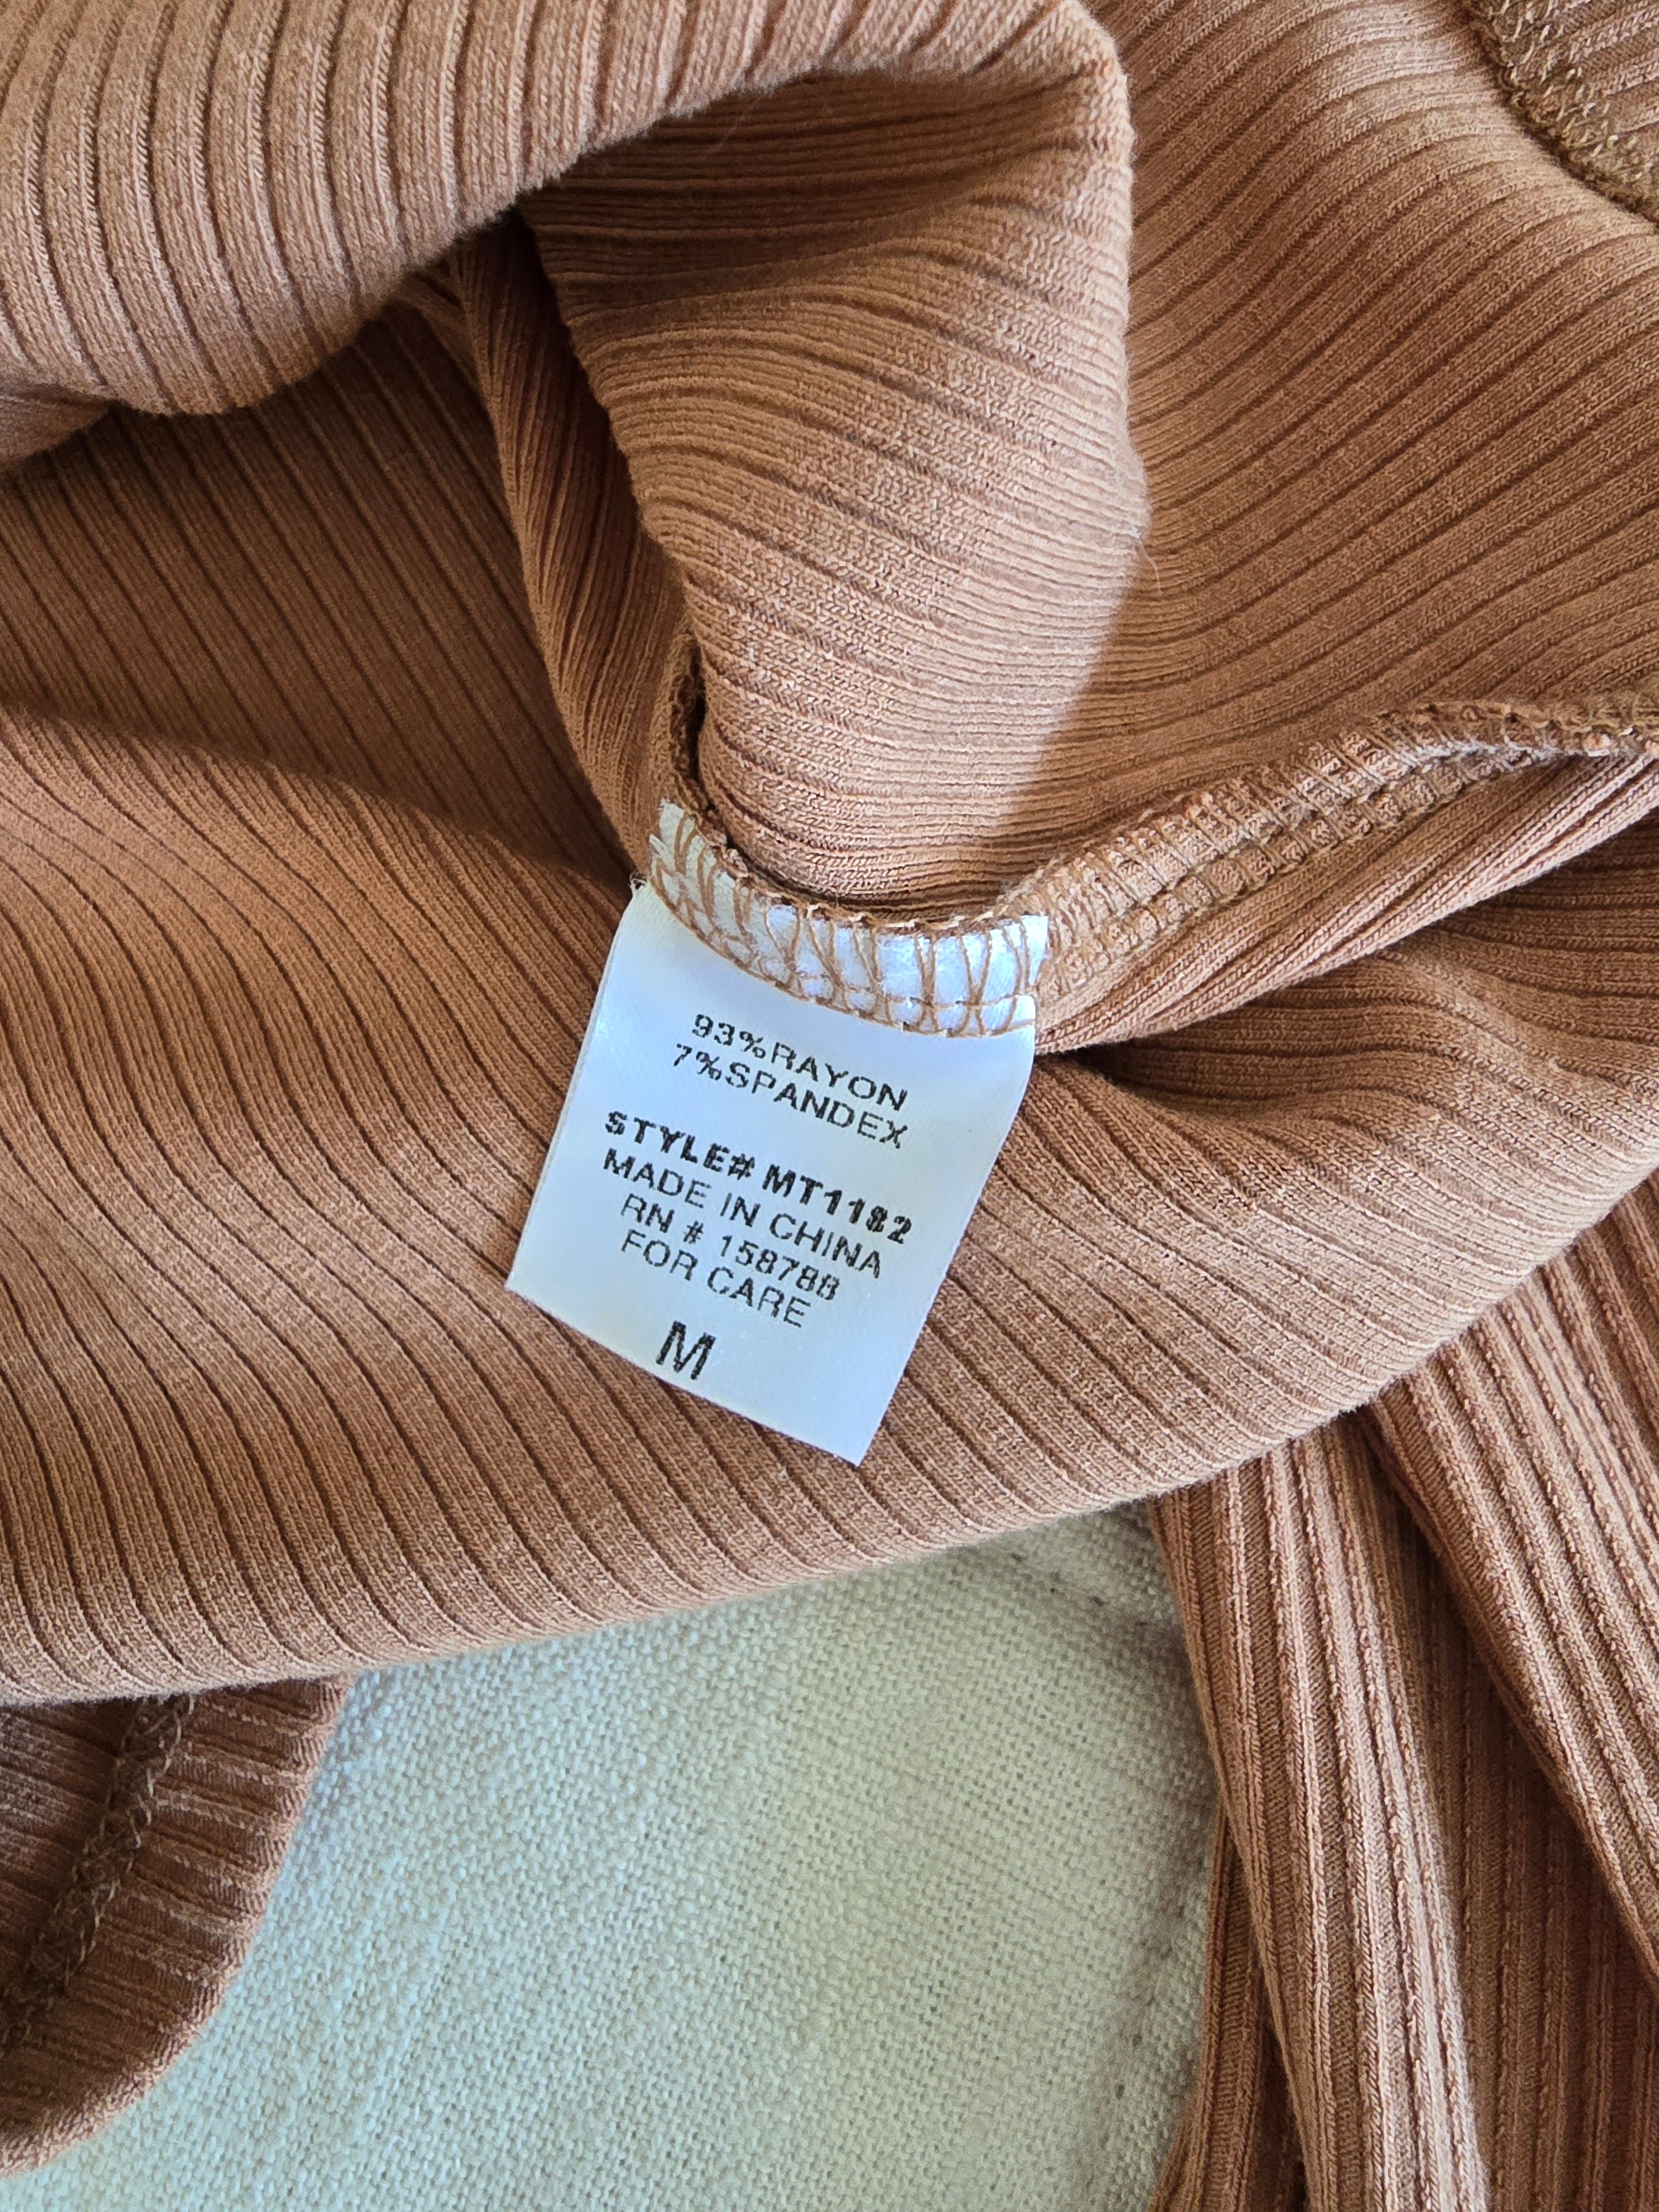 93%RAYON
7%SPANDEX
STYLE# MT1182
MADE IN CHINA
RN # 158788
FOR CARE
M